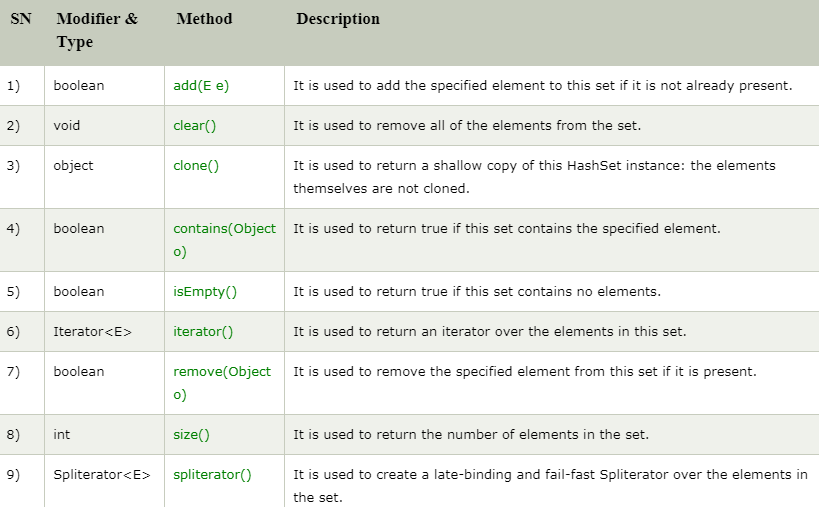 SN Modifier & Type Method Description
1) boolean add(E e) It is used to add the specified element to this set if it is not already present.
2) void clear() It is used to remove all of the elements from the set.
3) object clone() It is used to return a shallow copy of this HashSet instance: the elements
themselves are not cloned.
4) boolean contains(Object It is used to return true if this set contains the specified element.
o)
5) boolean isEmpty() It is used to return true if this set contains no elements.
6) Iterator<E> iterator() It is used to return an iterator over the elements in this set.
7) boolean remove(Object It is used to remove the specified element from this set if it is present.
o)
8) int size() It is used to return the number of elements in the set.
9) Spliterator<E> spliterator() It is used to create a late-binding and fail-fast Spliterator over the elements in
the set.